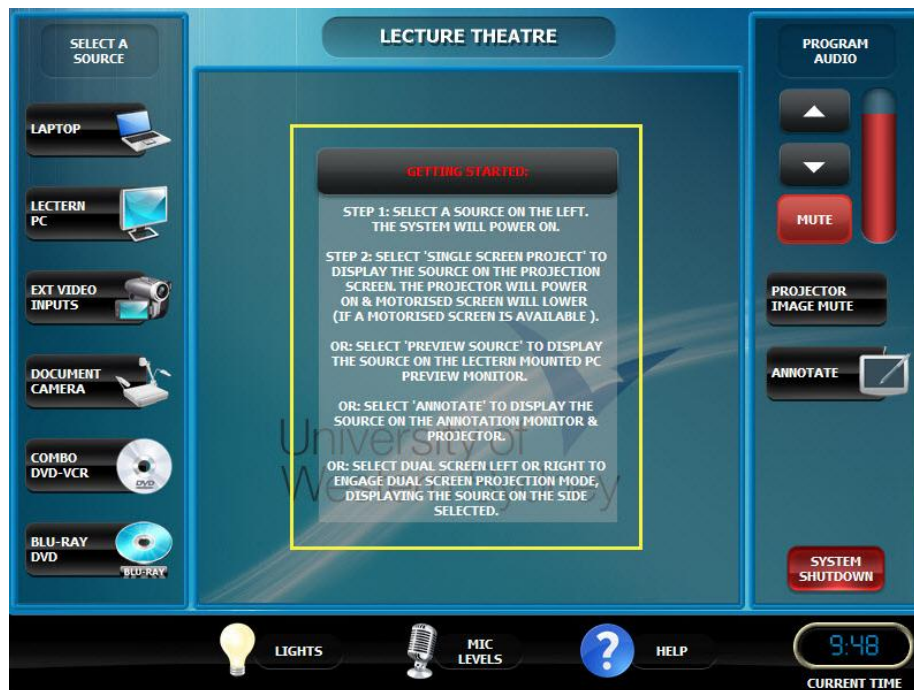 SELECT A
SOURCE
LAPTOP
LECTERN
PC
EXT VIDEO
INPUTS
DOCUMENT
CAMERA
COMBO
DVD-VCR
DVD
BLU-RAY
DVD
BLU-RAY
LECTURE THEATRE
GETTING STARTED:
STEP 1: SELECT A SOURCE ON THE LEFT.
THE SYSTEM WILL POWER ON.
STEP 2: SELECT 'SINGLE SCREEN PROJECT' TO
DISPLAY THE SOURCE ON THE PROJECTION
SCREEN. THE PROJECTOR WILL POWER
ON & MOTORISED SCREEN WILL LOWER
(IF A MOTORISED SCREEN IS AVAILABLE ).
OR: SELECT 'PREVIEW SOURCE' TO DISPLAY
THE SOURCE ON THE LECTERN MOUNTED PC
PREVIEW MONITOR.
OR: SELECT 'ANNOTATE' TO DISPLAY THE
SOURCE ON THE ANNOTATION MONITOR &
PROJECTOR.
OR: SELECT DUAL SCREEN LEFT OR RIGHT TO
ENGAGE DUAL SCREEN PROJECTION MODE,
DISPLAYING THE SOURCE ON THE SIDE
SELECTED.
University of
PROGRAM
AUDIO
MUTE
PROJECTOR
IMAGE MUTE
ANNOTATE
SYSTEM
SHUTDOWN
LIGHTS
MIC
LEVELS
? HELP
9:48
CURRENT TIME